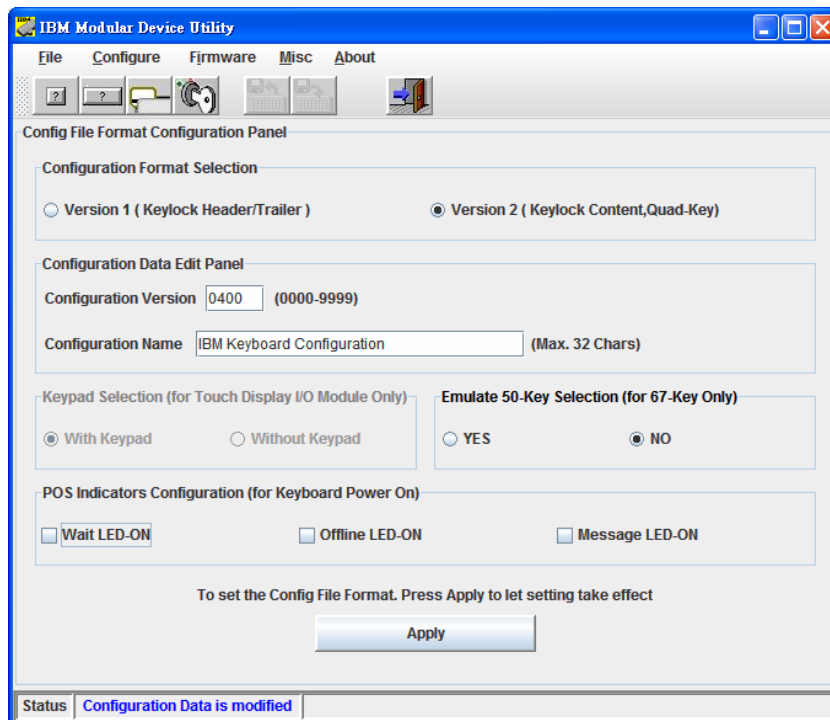 IBM Modular Device Utility
File Configure Firmware Misc About
? ?
Config File Format Configuration Panel
Configuration Format Selection
Version 1 ( Keylock Header/Trailer ) Version 2 ( Keylock Content,Quad-Key)
Configuration Data Edit Panel
Configuration Version 0400 (0000-9999)
Configuration Name IBM Keyboard Configuration (Max. 32 Chars)
Keypad Selection (for Touch Display I/O Module Only) Emulate 50-Key Selection (for 67-Key Only)
With Keypad Without Keypad YES NO
POS Indicators Configuration (for Keyboard Power On)
Wait LED-ON Offline LED-ON Message LED-ON
To set the Config File Format. Press Apply to let setting take effect
Apply
Status Configuration Data is modified